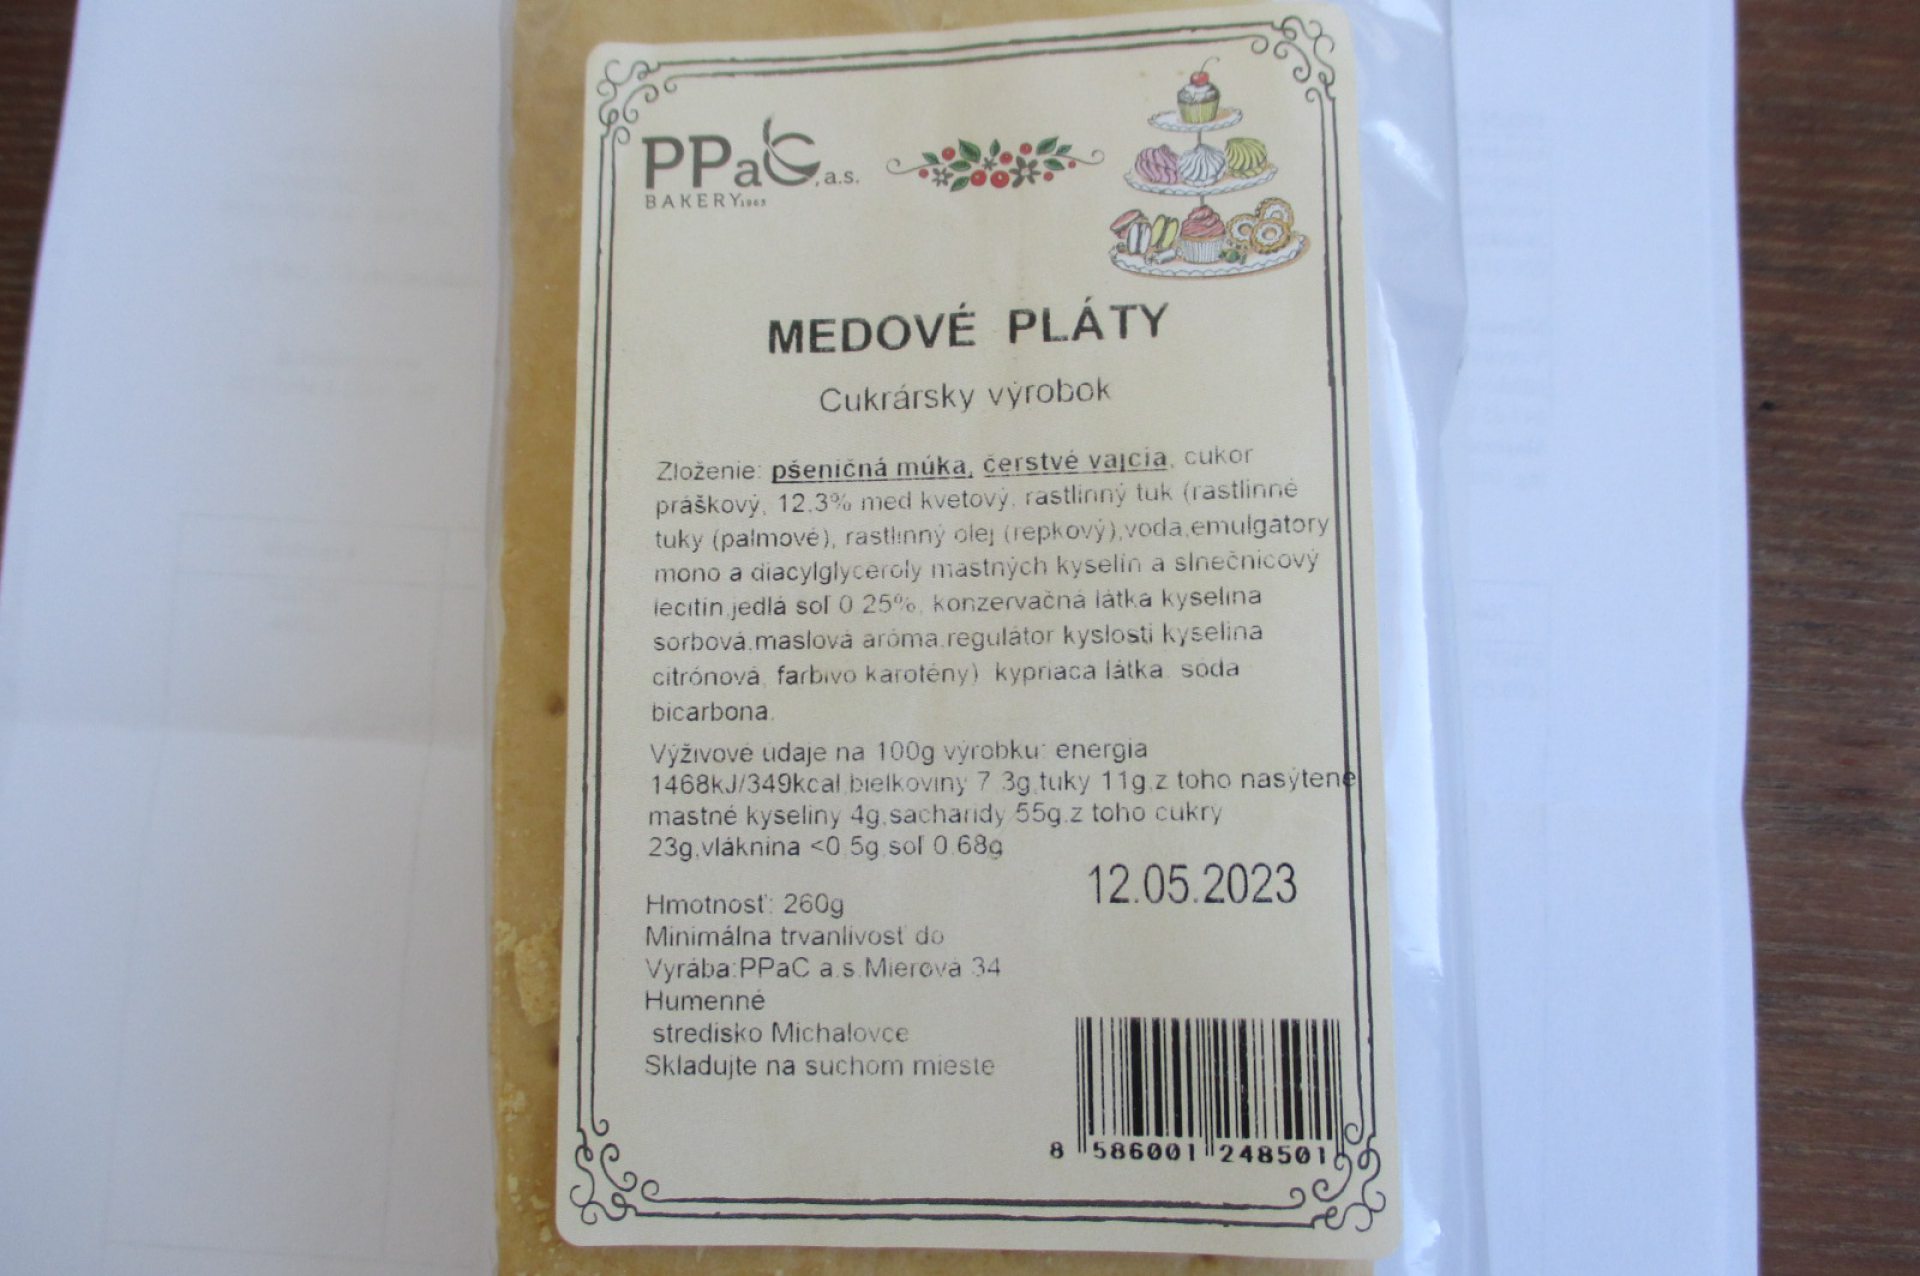 PPaC, a.s.
BAKERY 1963
MEDOVÉ PLÁTY
Cukrársky výrobok
Zloženie: pšeničná múka, čerstvé vajcia, cukor
práškový, 12.3% med kvetový, rastlinný tuk (rastlinné
tuky (palmové), rastlinný olej (repkový),voda,emulgátory
mono a diacylglyceroly mastných kyselín a slnečnicový
lecitín,jedlá soľ 0.25%, konzervačná látka kyselina
sorbová,maslová aróma,regulátor kyslosti kyselina
citrónová, farbivo karotény) kypriaca látka: sóda
bicarbona.
Výživové údaje na 100g výrobku: energia
1468kJ/349kcal,bielkoviny 7.3g,tuky 11g,z toho nasýtené
mastné kyseliny 4g,sacharidy 55g,z toho cukry
23g,vláknina <0.5g,soľ 0.68g
12.05.2023
Hmotnosť: 260g
Minimálna trvanlivosť do
Vyrába:PPaC a.s.Mierová 34
Humenné
stredisko Michalovce
Skladujte na suchom mieste
8 586001 248501